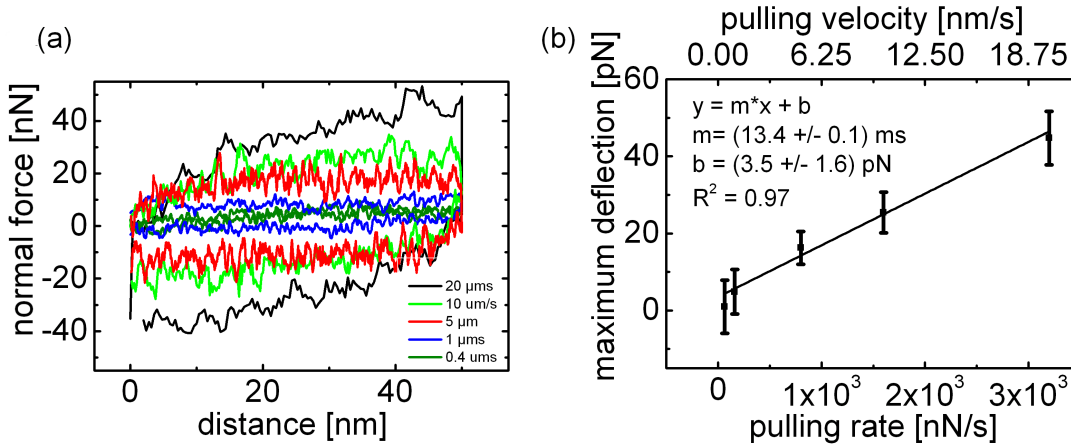 (a)
normal force [nN]
40
20
0
-20
-40
0
20
40
distance [nm]
20 µms
10 um/s
5 µm
1 µms
0.4 ums
(b)
pulling velocity [nm/s]
0.00
6.25
12.50
18.75
maximum deflection [pN]
60
40
20
0
y = m*x + b
m= (13.4 +/- 0.1) ms
b = (3.5 +/- 1.6) pN
R² = 0.97
0
1x10³
2x10³
3x10³
pulling rate [nN/s]